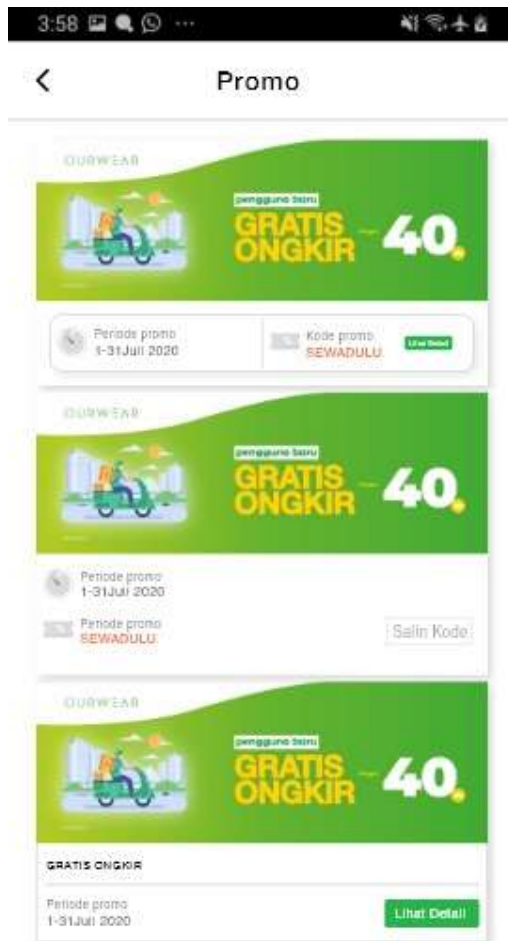 3:58
Promo
OURWEAR
pengguna baru
GRATIS
ONGKIR
40
Periode promo
1-31Juli 2020
Kode promo
SEWADULU
Lihat Detail
OURWEAR
pengguna baru
GRATIS
ONGKIR
40
Periode promo
1-31Juli 2020
Periode promo
SEWADULU
Salin Kode
OURWEAR
pengguna baru
GRATIS
ONGKIR
40
GRATIS ONGKIR
Periode promo
1-31Juli 2020
Lihat Detail